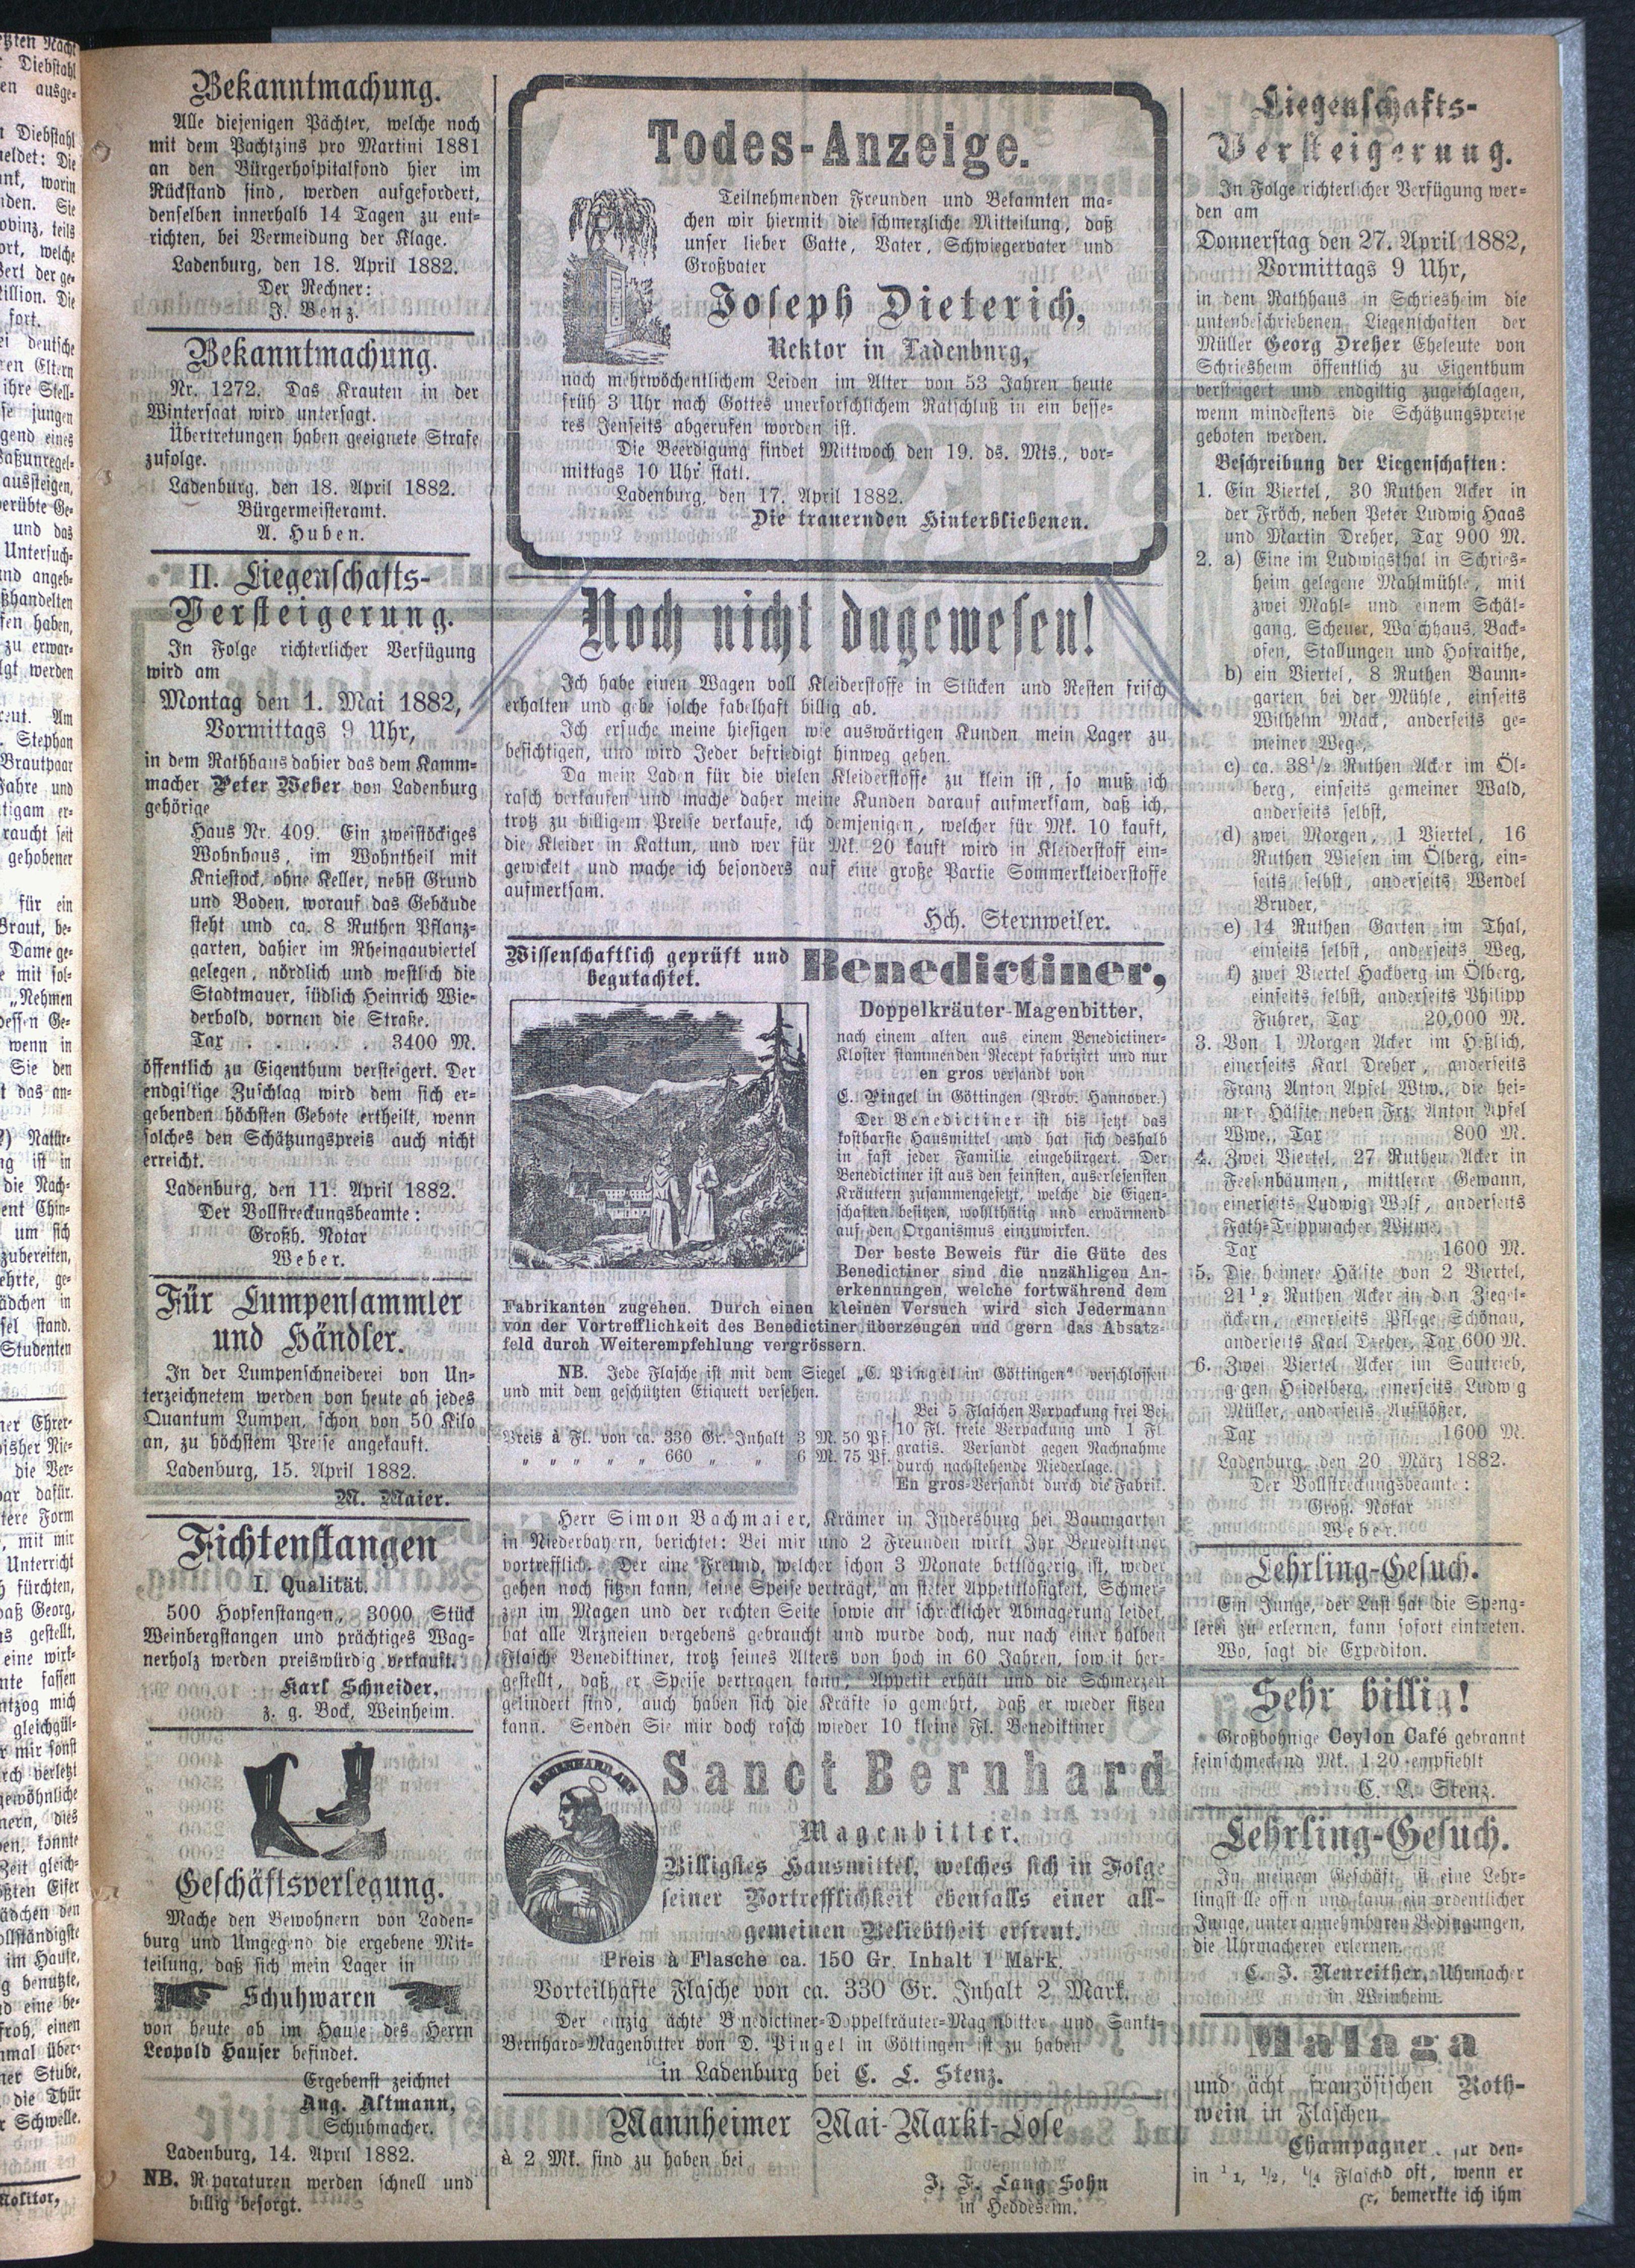 Bekanntmachung.
Alle diejenigen Pächter, welche noch
mit dem Pachtzins pro Martini 1881
an den Bürgerhospitalfond hier im
Rückstand sind, werden aufgefordert,
denselben innerhalb 14 Tagen zu ent-
richten, bei Vermeidung der Klage.
Ladenburg, den 18. April 1882.
Der Rechner:
J. Benz.
Bekanntmachung.
Nr. 1272. Das Krauten in der
Wintersaat wird untersagt.
Übertretungen haben geeignete Strafe
zufolge.
Ladenburg, den 18. April 1882.
Bürgermeisteramt.
A. Huben.
II. Liegenschafts-
Versteigerung.
In Folge richterlicher Verfügung
wird am
Montag den 1. Mai 1882,
Vormittags 9 Uhr,
in dem Rathhaus dahier das dem Kamm-
macher Peter Weber von Ladenburg
gehörige
Haus Nr. 409. Ein zweistöckiges
Wohnhaus, im Wohntheil mit
Kniestock, ohne Keller, nebst Grund
und Boden, worauf das Gebäude
steht und ca. 8 Ruthen Pflanz-
garten, dahier im Rheingauviertel
gelegen, nördlich und westlich die
Stadtmauer, südlich Heinrich Wie-
derhold, vornen die Straße.
Tax . . . . . 3400 M.
öffentlich zu Eigenthum versteigert. Der
endgiltige Zuschlag wird dem sich er-
gebenden höchsten Gebote ertheilt, wenn
solches den Schätzungspreis auch nicht
erreicht.
Ladenburg, den 11. April 1882.
Der Vollstreckungsbeamte:
Großh. Notar
Weber.
Für Lumpensammler
und Händler.
In der Lumpenschneiderei von Un-
terzeichnetem werden von heute ab jedes
Quantum Lumpen, schon von 50 Kilo
an, zu höchstem Preise angekauft.
Ladenburg, 15. April 1882.
M. Maier.
Fichtenstangen
I. Qualität.
500 Hopfenstangen, 3000 Stück
Weinbergstangen und prächtiges Wag-
nerholz werden preiswürdig verkauft.
Karl Schneider,
z. g. Bock, Weinheim.
Geschäftsverlegung.
Mache den Bewohnern von Laden-
burg und Umgegend die ergebene Mit-
teilung, daß sich mein Lager in
Schuhwaren
von heute ab im Hause des Herrn
Leopold Hauser befindet.
Ergebenst zeichnet
Aug. Altmann,
Schuhmacher.
Ladenburg, 14. April 1882.
NB. Reparaturen werden schnell und
billig besorgt.
Todes-Anzeige.
Teilnehmenden Freunden und Bekannten ma-
chen wir hiermit die schmerzliche Mitteilung, daß
unser lieber Gatte, Vater, Schwiegervater und
Großvater
Joseph Dieterich,
Rektor in Ladenburg,
nach mehrwöchentlichem Leiden im Alter von 53 Jahren heute
früh 3 Uhr nach Gottes unerforschlichem Ratschluß in ein besse-
res Jenseits abgerufen worden ist.
Die Beerdigung findet Mittwoch den 19. ds. Mts., vor-
mittags 10 Uhr statt.
Ladenburg, den 17. April 1882.
Die trauernden Hinterbliebenen.
Noch nicht dagewesen!
Ich habe einen Wagen voll Kleiderstoffe in Stücken und Resten frisch
erhalten und gebe solche fabelhaft billig ab.
Ich ersuche meine hiesigen wie auswärtigen Kunden mein Lager zu
besichtigen, und wird Jeder befriedigt hinweg gehen.
Da mein Laden für die vielen Kleiderstoffe zu klein ist, so muß ich
rasch verkaufen und mache daher meine Kunden darauf aufmerksam, daß ich,
trotz zu billigem Preise verkaufe, ich demjenigen, welcher für Mk. 10 kauft,
die Kleider in Kattun, und wer für Mk. 20 kauft wird in Kleiderstoff ein-
gewickelt und mache ich besonders auf eine große Partie Sommerkleiderstoffe
aufmerksam.
Hch. Sternweiler.
Wissenschaftlich geprüft und
begutachtet.
Benedictiner,
Doppelkräuter-Magenbitter,
nach einem alten aus einem Benedictiner-
Kloster stammenden Recept fabrizirt und nur
en gros versandt von
C. Pingel in Göttingen (Prov. Hannover.)
Der Benedictiner ist bis jetzt das
kostbarste Hausmittel und hat sich deshalb
in fast jeder Familie eingebürgert. Der
Benedictiner ist aus den feinsten, auserlesensten
Kräutern zusammengesetzt, welche die Eigen-
schaften besitzen, wohlthätig und erwärmend
auf den Organismus einzuwirken.
Der beste Beweis für die Güte des
Benedictiner sind die unzähligen An-
erkennungen, welche fortwährend dem
Fabrikanten zugehen. Durch einen kleinen Versuch wird sich Jedermann
von der Vortrefflichkeit des Benedictiner überzeugen und gern das Absatz-
feld durch Weiterempfehlung vergrössern.
NB. Jede Flasche ist mit dem Siegel „C. Pingel in Göttingen“ verschlossen
und mit dem geschützten Etiquett versehen.
Preis à Fl. von ca. 330 Gr. Inhalt 3 M. 50 Pf.
„ „ „ „ „ 660 „ „ 6 M. 75 Pf.
Bei 5 Flaschen Verpackung frei Bei
10 Fl. freie Verpackung und 1 Fl.
gratis. Versandt gegen Nachnahme
durch nachstehende Niederlage.
En gros-Versandt durch die Fabrik.
Herr Simon Bachmaier, Krämer in Indersburg bei Baumgarten
in Niederbayern, berichtet: Bei mir und 2 Freunden wirkt Ihr Benediktiner
vortrefflich. Der eine Freund, welcher schon 3 Monate bettlägerig ist, weder
gehen noch sitzen kann, seine Speise verträgt, an steter Appetitlosigkeit, Schmer-
zen im Magen und der rechten Seite sowie an schrecklicher Abmagerung leidet,
hat alle Arzneien vergebens gebraucht und wurde doch, nur nach einer halben
Flasche Benediktiner, trotz seines Alters von hoch in 60 Jahren, soweit her-
gestellt, daß er Speise vertragen kann, Appetit erhält und die Schmerzen
gelindert sind, auch haben sich die Kräfte so gemehrt, daß er wieder sitzen
kann. Senden Sie mir doch rasch wieder 10 kleine Fl. Benediktiner
S. BERNHARDUS
Sanct Bernhard
Magenbitter.
Billigstes Hausmittel, welches sich in Folge
seiner Vortrefflichkeit ebenfalls einer all-
gemeinen Beliebtheit erfreut.
Preis à Flasche ca. 150 Gr. Inhalt 1 Mark.
Vorteilhafte Flasche von ca. 330 Gr. Inhalt 2 Mark.
Der einzig ächte Benedictiner-Doppelkräuter-Magenbitter und Sankt-
Bernhard-Magenbitter von D. Pingel in Göttingen ist zu haben
in Ladenburg bei C. L. Stenz.
Mannheimer Mai-Markt-Lose
à 2 Mk. sind zu haben bei
J. F. Lang Sohn
in Heddesheim.
Liegenschafts-
Versteigerung.
In Folge richterlicher Verfügung wer-
den am
Donnerstag den 27. April 1882,
Vormittags 9 Uhr,
in dem Rathhaus in Schriesheim die
untenbeschriebenen Liegenschaften der
Müller Georg Dreher Eheleute von
Schriesheim öffentlich zu Eigenthum
versteigert und endgiltig zugeschlagen,
wenn mindestens die Schätzungspreise
geboten werden.
Beschreibung der Liegenschaften:
1. Ein Viertel, 30 Ruthen Acker in
der Fröch, neben Peter Ludwig Haas
und Martin Dreher, Tax 900 M.
2. a) Eine im Ludwigsthal in Schries-
heim gelegene Mahlmühle, mit
zwei Mahl- und einem Schäl-
gang, Scheuer, Waschhaus, Back-
ofen, Stallungen und Hofraithe,
b) ein Viertel, 8 Ruthen Baum-
garten bei der Mühle, einseits
Wilhelm Mack, anderseits ge-
meiner Weg,
c) ca. 38 1/2 Ruthen Acker im Öl-
berg, einseits gemeiner Wald,
anderseits selbst,
d) zwei Morgen, 1 Viertel, 16
Ruthen Wiesen im Ölberg, ein-
seits selbst, anderseits Wendel
Bruder,
e) 14 Ruthen Garten im Thal,
einseits selbst, anderseits Weg,
f) zwei Viertel Hackberg im Ölberg,
einseits selbst, anderseits Philipp
Fuhrer, Tax 20,000 M.
3. Von 1 Morgen Acker im Heßlich,
einerseits Karl Dreher, anderseits
Franz Anton Apfel Wtw., die hei-
mer Hälfte neben Frz. Anton Apfel
Wwe., Tax 800 M.
4. Zwei Viertel, 27 Ruthen Acker in
Feesenbäumen, mittlerer Gewann,
einerseits Ludwig Wolf, anderseits
Fath-Trippmacher Witwe,
Tax 1600 M.
5. Die heimere Hälfte von 2 Viertel,
21 1/2 Ruthen Acker in den Ziegel-
äckern, einerseits Pflege Schönau,
anderseits Karl Dreher, Tax 600 M.
6. Zwei Viertel Acker im Sautrieb,
gegen Heidelberg, einerseits Ludwig
Müller, anderseits Aufstößer,
Tax 1600 M.
Ladenburg, den 20 März 1882.
Der Vollstreckungsbeamte:
Groß. Notar
Weber.
Lehrling-Gesuch.
Ein Junge, der Lust hat die Speng-
lerei zu erlernen, kann sofort eintreten.
Wo, sagt die Expediton.
Sehr billig!
Großbohnige Ceylon Café gebrannt
feinschmeckend Mk. 1.20 empfiehlt
C. L. Stenz.
Lehrling-Gesuch.
In meinem Geschäft ist eine Lehr-
lingstelle offen und kann ein ordentlicher
Junge, unter annehmbaren Bedingungen,
die Uhrmacherei erlernen.
C. J. Neureither, Uhrmacher
in Weinheim.
Malaga
und ächt französischen Roth-
wein in Flaschen
Champagner
in 1/1, 1/2, 1/4 Flasch
den-
oft, wenn er
bemerkte ich ihm